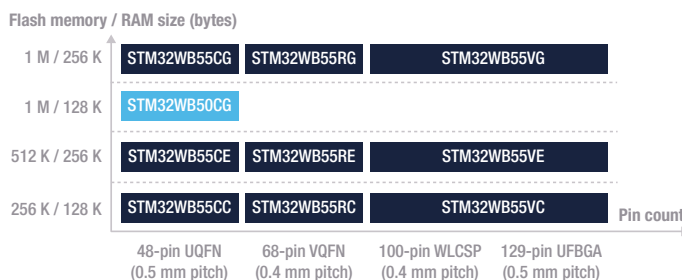 Flash memory / RAM size (bytes)
1 M / 256 K STM32WB55CG STM32WB55RG STM32WB55VG
1 M / 128 K STM32WB50CG
512 K / 256 K STM32WB55CE STM32WB55RE STM32WB55VE
256 K / 128 K STM32WB55CC STM32WB55RC STM32WB55VC
Pin count
48-pin UQFN 68-pin VQFN 100-pin WLCSP 129-pin UFBGA
(0.5 mm pitch) (0.4 mm pitch) (0.4 mm pitch) (0.5 mm pitch)